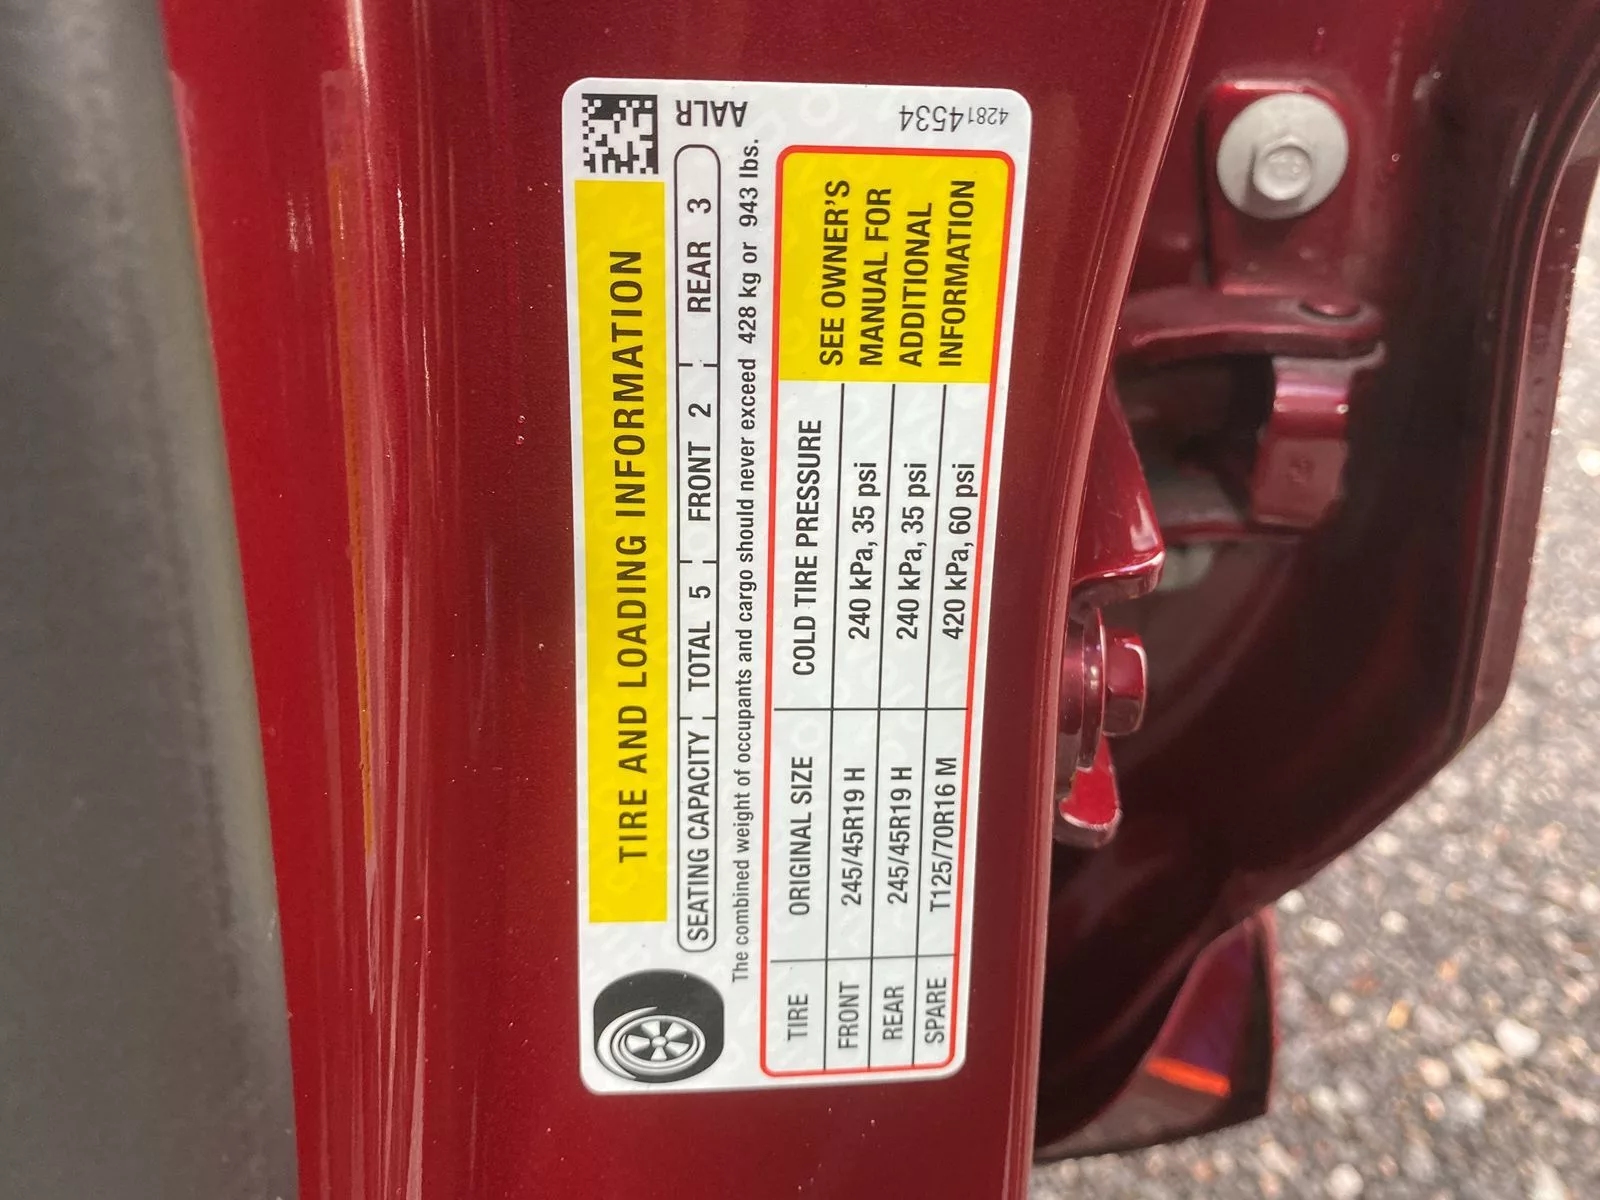 TIRE AND LOADING INFORMATION
AALR
SEATING CAPACITY TOTAL 5 FRONT 2 REAR 3
The combined weight of occupants and cargo should never exceed 428 kg or 943 lbs.
TIRE ORIGINAL SIZE COLD TIRE PRESSURE
FRONT 245/45R19 H 240 kPa, 35 psi
REAR 245/45R19 H 240 kPa, 35 psi
SPARE T125/70R16 M 420 kPa, 60 psi
SEE OWNER'S
MANUAL FOR
ADDITIONAL
INFORMATION
42814534